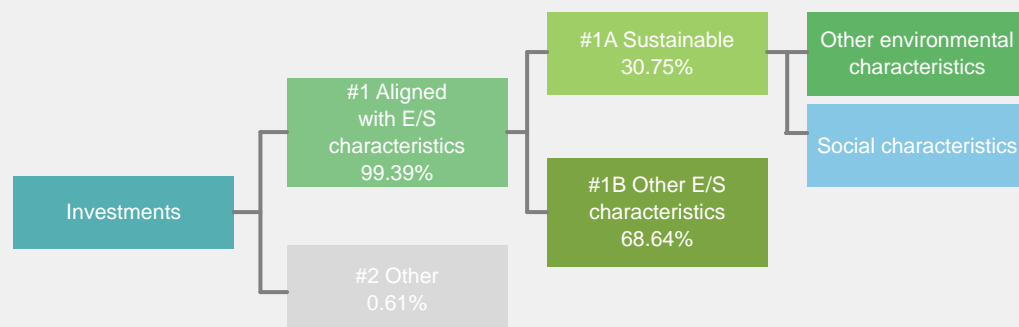 Investments
#1 Aligned
with E/S
characteristics
99.39%
#2 Other
0.61%
#1A Sustainable
30.75%
#1B Other E/S
characteristics
68.64%
Other environmental
characteristics
Social characteristics